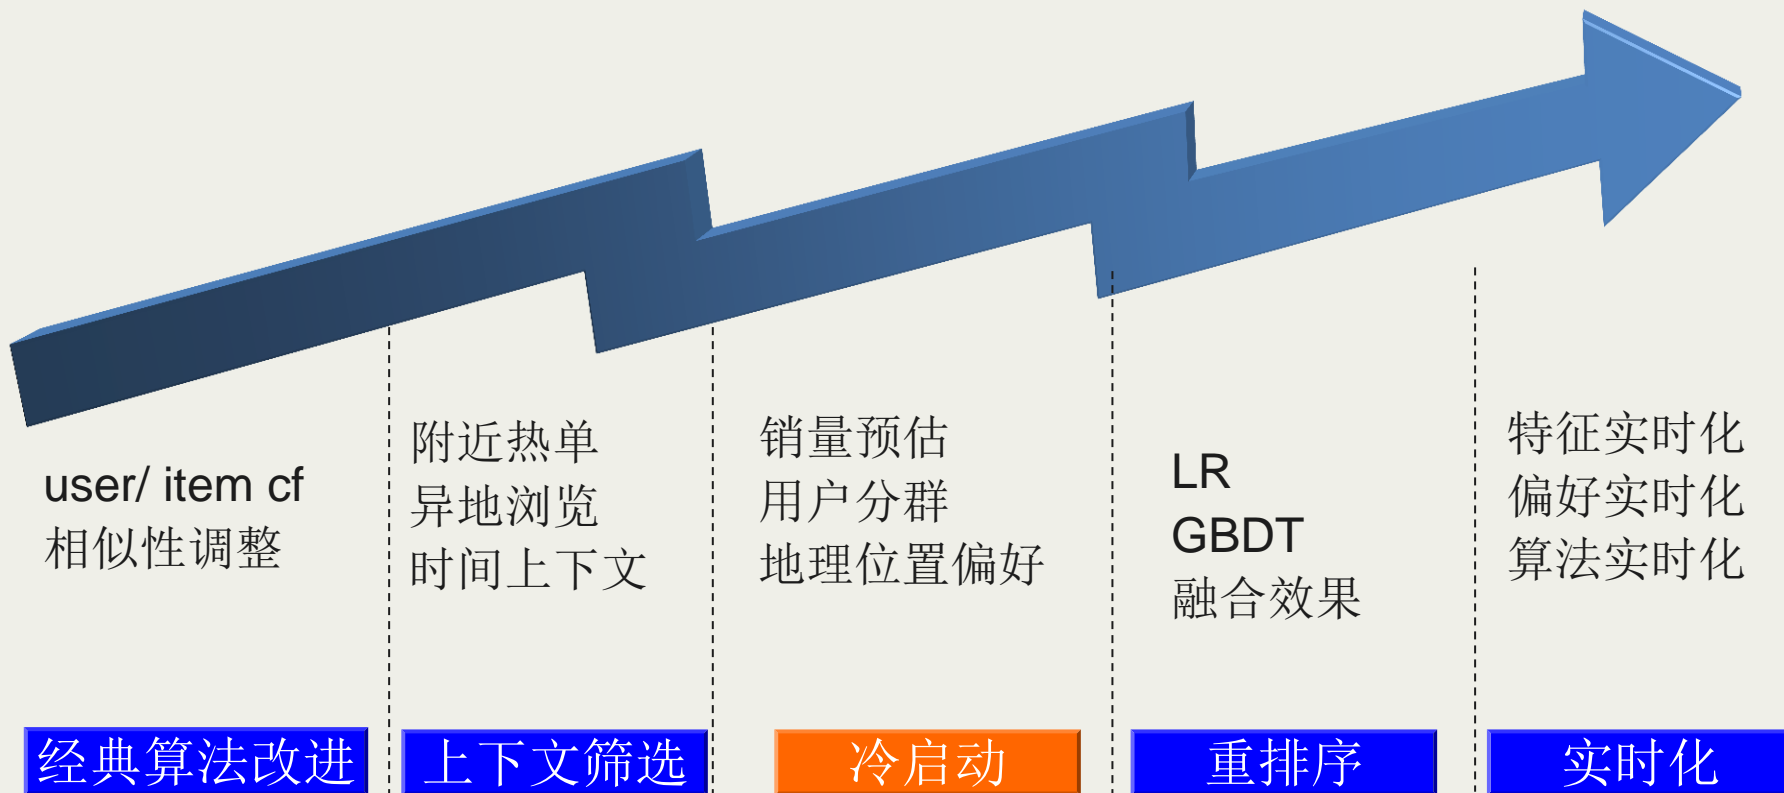 user/ item cf
相似性调整
附近热单
异地浏览
时间上下文
销量预估
用户分群
地理位置偏好
LR
GBDT
融合效果
特征实时化
偏好实时化
算法实时化
经典算法改进
上下文筛选
冷启动
重排序
实时化